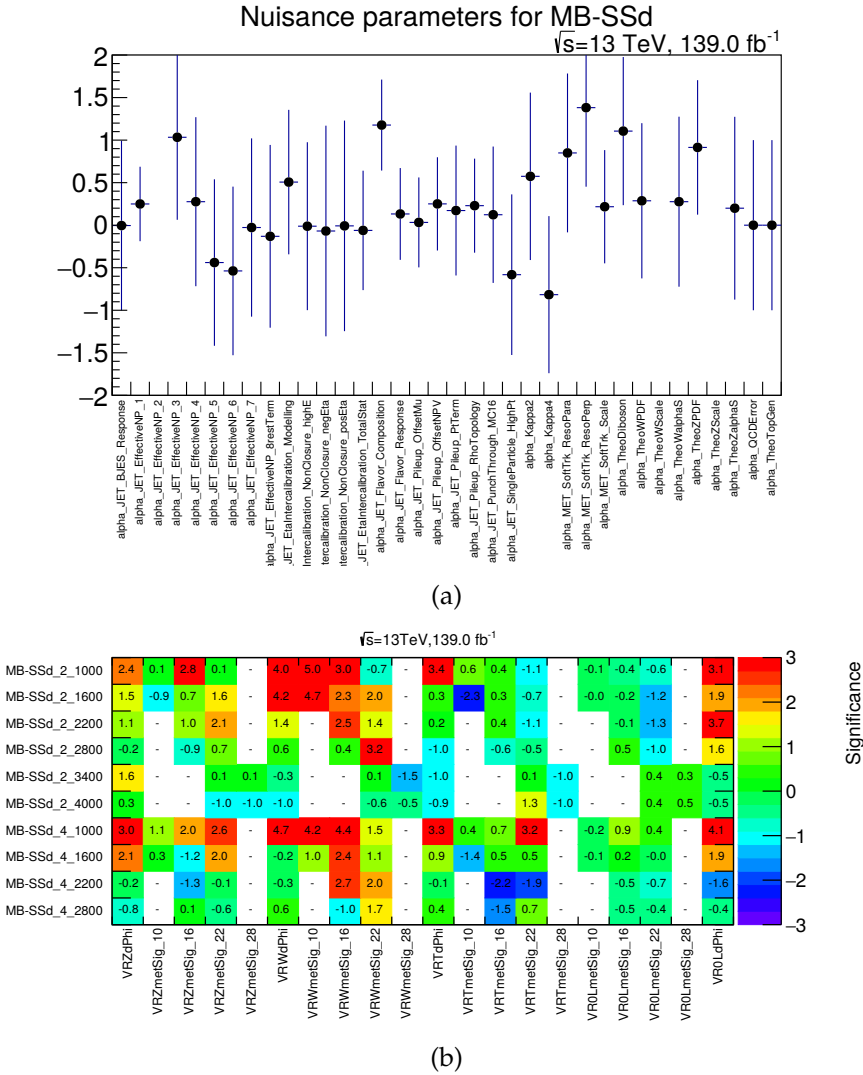 Nuisance parameters for MB-SSd
√s=13 TeV, 139.0 fb-1
2
1.5
1
0.5
0
−0.5
−1
−1.5
−2
alpha_JET_BJES_Response
alpha_JET_EffectiveNP_1
alpha_JET_EffectiveNP_2
alpha_JET_EffectiveNP_3
alpha_JET_EffectiveNP_4
alpha_JET_EffectiveNP_5
alpha_JET_EffectiveNP_6
alpha_JET_EffectiveNP_7
alpha_JET_EffectiveNP_8restTerm
_JET_EtaIntercalibration_Modelling
Intercalibration_NonClosure_highE
tercalibration_NonClosure_negEta
tercalibration_NonClosure_posEta
_JET_EtaIntercalibration_TotalStat
alpha_JET_Flavor_Composition
alpha_JET_Flavor_Response
alpha_JET_Pileup_OffsetMu
alpha_JET_Pileup_OffsetNPV
alpha_JET_Pileup_PtTerm
alpha_JET_Pileup_RhoTopology
alpha_JET_PunchThrough_MC16
alpha_JET_SingleParticle_HighPt
alpha_Kappa2
alpha_Kappa4
alpha_MET_SoftTrk_ResoPara
alpha_MET_SoftTrk_ResoPerp
alpha_MET_SoftTrk_Scale
alpha_TheoDiboson
alpha_TheoWPDF
alpha_TheoWScale
alpha_TheoWalphaS
alpha_TheoZPDF
alpha_TheoZScale
alpha_TheoZalphaS
alpha_QCDError
alpha_TheoTopGen
(a)
√s=13TeV,139.0 fb-1
MB-SSd_2_1000 2.4 0.1 2.8 0.1 - 4.0 5.0 3.0 -0.7 - 3.4 0.6 0.4 -1.1 - -0.1 -0.4 -0.6 - 3.1
MB-SSd_2_1600 1.5 -0.9 0.7 1.6 - 4.2 4.7 2.3 2.0 - 0.3 -2.3 0.3 -0.7 - -0.0 -0.2 -1.2 - 1.9
MB-SSd_2_2200 1.1 - 1.0 2.1 - 1.4 - 2.5 1.4 - 0.2 - 0.4 -1.1 - - -0.1 -1.3 - 3.7
MB-SSd_2_2800 -0.2 - -0.9 0.7 - 0.6 - 0.4 3.2 - -1.0 - -0.6 -0.5 - - 0.5 -1.0 - 1.6
MB-SSd_2_3400 1.6 - - 0.1 0.1 -0.3 - - 0.1 -1.5 -1.0 - - 0.1 -1.0 - - 0.4 0.3 -0.5
MB-SSd_2_4000 0.3 - - -1.0 -1.0 -1.0 - - -0.6 -0.5 -0.9 - - 1.3 -1.0 - - 0.4 0.5 -0.5
MB-SSd_4_1000 3.0 1.1 2.0 2.6 - 4.7 4.2 4.4 1.5 - 3.3 0.4 0.7 3.2 - -0.2 0.9 0.4 - 4.1
MB-SSd_4_1600 2.1 0.3 -1.2 2.0 - -0.2 1.0 2.4 1.1 - 0.9 -1.4 0.5 0.5 - -0.1 0.2 -0.0 - 1.9
MB-SSd_4_2200 -0.2 - -1.3 -0.1 - -0.3 - 2.7 2.0 - -0.1 - -2.2 -1.9 - - -0.5 -0.7 - -1.6
MB-SSd_4_2800 -0.8 - 0.1 -0.6 - 0.6 - -1.0 1.7 - 0.4 - -1.5 0.7 - - -0.5 -0.4 - -0.4
VRZdPhi
VRZmetSig_10
VRZmetSig_16
VRZmetSig_22
VRZmetSig_28
VRWdPhi
VRWmetSig_10
VRWmetSig_16
VRWmetSig_22
VRWmetSig_28
VRTdPhi
VRTmetSig_10
VRTmetSig_16
VRTmetSig_22
VRTmetSig_28
VR0LmetSig_10
VR0LmetSig_16
VR0LmetSig_22
VR0LmetSig_28
VR0LdPhi
3
2
1
0
−1
−2
−3
Significance
(b)